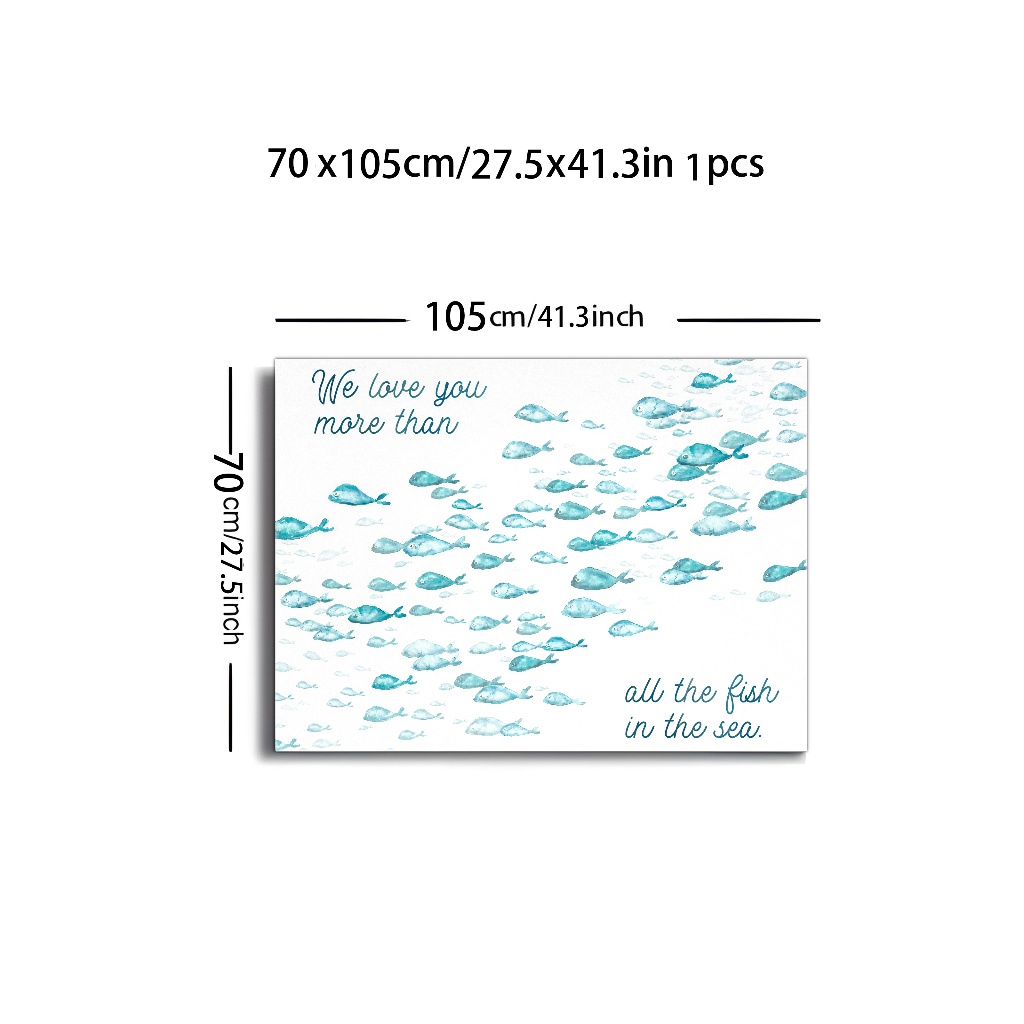 70 x105cm/27.5x41.3in 1pcs
105cm/41.3inch
70cm/27.5inch
We love you
more than
all the fish
in the sea.